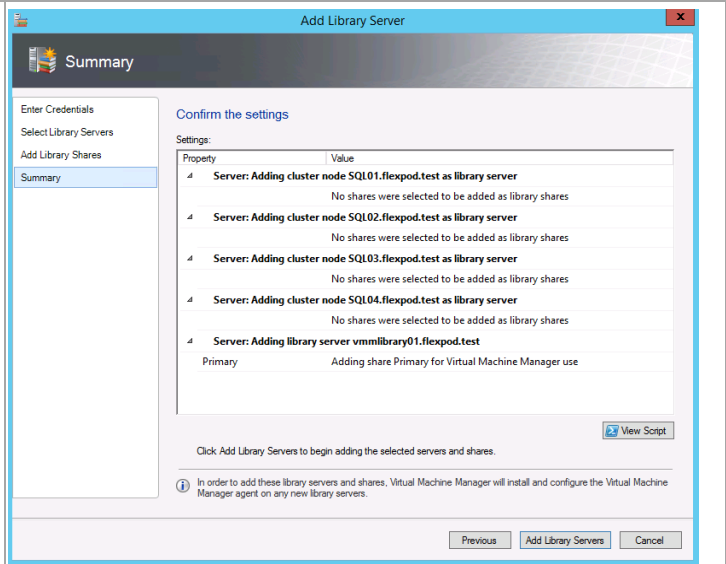 Add Library Server
x
Summary
Enter Credentials
Select Library Servers
Add Library Shares
Summary
Confirm the settings
Settings:
Property Value
Server: Adding cluster node SQL01.flexpod.test as library server
No shares were selected to be added as library shares
Server: Adding cluster node SQL02.flexpod.test as library server
No shares were selected to be added as library shares
Server: Adding cluster node SQL03.flexpod.test as library server
No shares were selected to be added as library shares
Server: Adding cluster node SQL04.flexpod.test as library server
No shares were selected to be added as library shares
Server: Adding library server vmmlibrary01.flexpod.test
Primary Adding share Primary for Virtual Machine Manager use
View Script
Click Add Library Servers to begin adding the selected servers and shares.
In order to add these library servers and shares, Virtual Machine Manager will install and configure the Virtual Machine
Manager agent on any new library servers.
Previous Add Library Servers Cancel